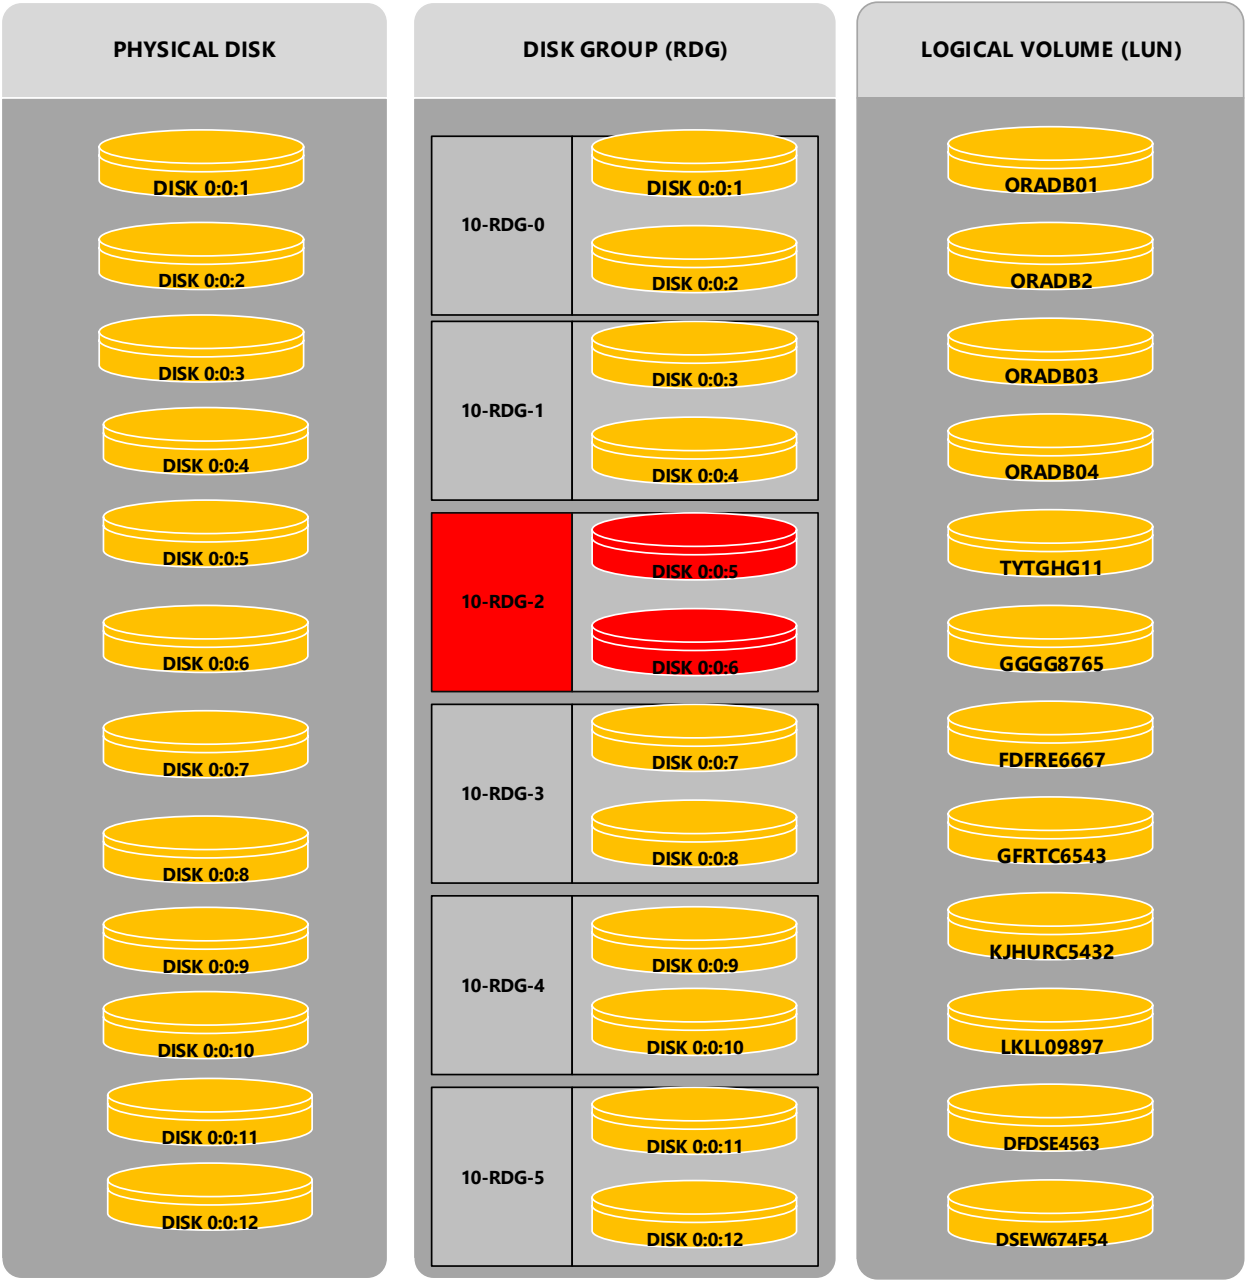 PHYSICAL DISK
DISK 0:0:1
DISK 0:0:2
DISK 0:0:3
DISK 0:0:4
DISK 0:0:5
DISK 0:0:6
DISK 0:0:7
DISK 0:0:8
DISK 0:0:9
DISK 0:0:10
DISK 0:0:11
DISK 0:0:12
DISK GROUP (RDG)
10-RDG-0
DISK 0:0:1
DISK 0:0:2
10-RDG-1
DISK 0:0:3
DISK 0:0:4
10-RDG-2
DISK 0:0:5
DISK 0:0:6
10-RDG-3
DISK 0:0:7
DISK 0:0:8
10-RDG-4
DISK 0:0:9
DISK 0:0:10
10-RDG-5
DISK 0:0:11
DISK 0:0:12
LOGICAL VOLUME (LUN)
ORADB01
ORADB2
ORADB03
ORADB04
TYTGHG11
GGGG8765
FDFRE6667
GFRTC6543
KJHURC5432
LKLL09897
DFDSE4563
DSEW674F54